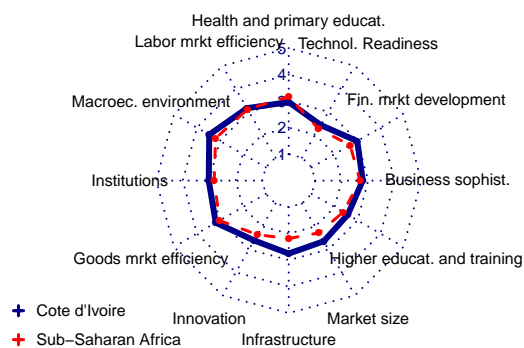 Health and primary educat.
Labor mrkt efficiency
5
Technol. Readiness
4
Macroec. environment
3
Fin. mrkt development
2
1
Institutions
Business sophist.
Goods mrkt efficiency
Higher educat. and training
Cote d'Ivoire
Innovation
Market size
Sub−Saharan Africa
Infrastructure